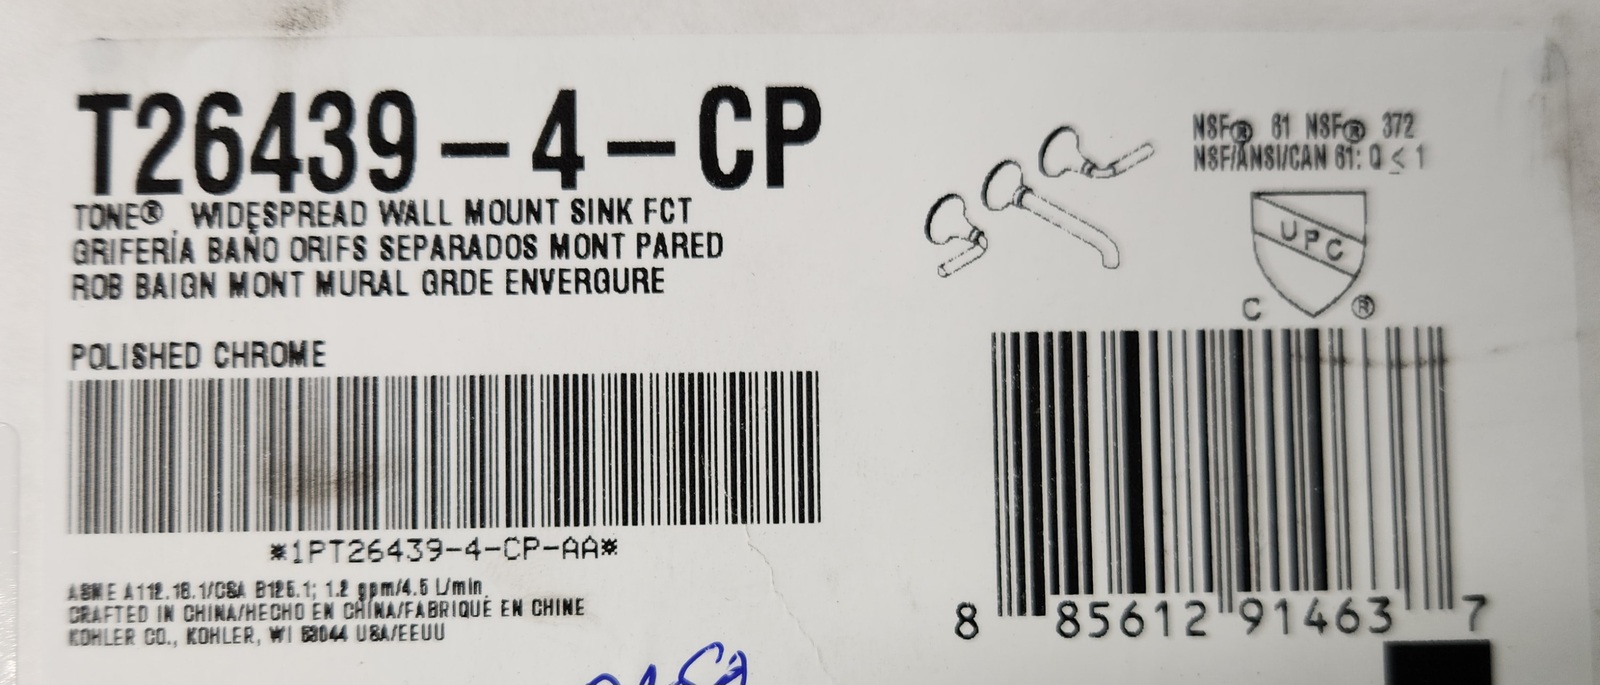 T26439-4-CP
TONE® WIDESPREAD WALL MOUNT SINK FCT
GRIFERÍA BAÑO ORIFS SEPARADOS MONT PARED
ROB BAIGN MONT MURAL GRDE ENVERGURE
POLISHED CHROME
*1PT26439-4-CP-AA*
ASME A112.18.1/CSA B125.1; 1.2 gpm/4.5 L/min.
CRAFTED IN CHINA/HECHO EN CHINA/FABRIQUÉ EN CHINE
KOHLER CO., KOHLER, WI 53044 USA/EEUU
NSF® 61 NSF® 372
NSF/ANSI/CAN 61: Q ≤ 1
UPC
C ®
8 85612 91463 7